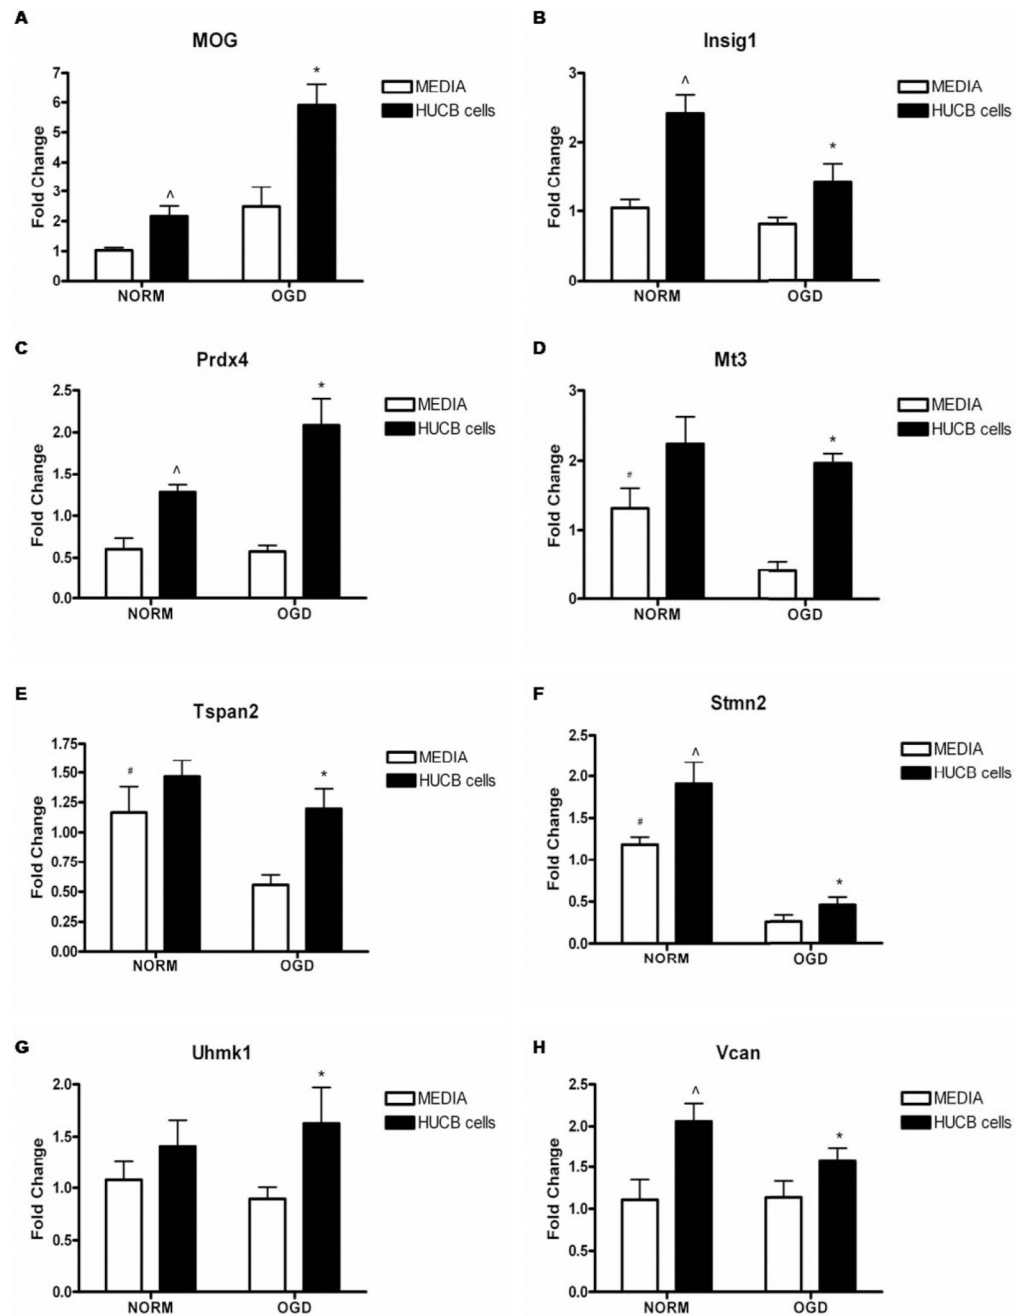 A
MOG
Fold Change
7
6
5
4
3
2
1
0
^
*
NORM
OGD
MEDIA
HUCB cells
B
Insig1
Fold Change
3
2
1
0
^
*
NORM
OGD
MEDIA
HUCB cells
C
Prdx4
Fold Change
2.5
2.0
1.5
1.0
0.5
0.0
^
*
NORM
OGD
MEDIA
HUCB cells
D
Mt3
Fold Change
3
2
1
0
#
*
NORM
OGD
MEDIA
HUCB cells
E
Tspan2
Fold Change
1.75
1.50
1.25
1.00
0.75
0.50
0.25
0.00
#
*
NORM
OGD
MEDIA
HUCB cells
F
Stmn2
Fold Change
2.5
2.0
1.5
1.0
0.5
0.0
#
^
*
NORM
OGD
MEDIA
HUCB cells
G
Uhmk1
Fold Change
2.0
1.5
1.0
0.5
0.0
*
NORM
OGD
MEDIA
HUCB cells
H
Vcan
Fold Change
2.5
2.0
1.5
1.0
0.5
0.0
^
*
NORM
OGD
MEDIA
HUCB cells